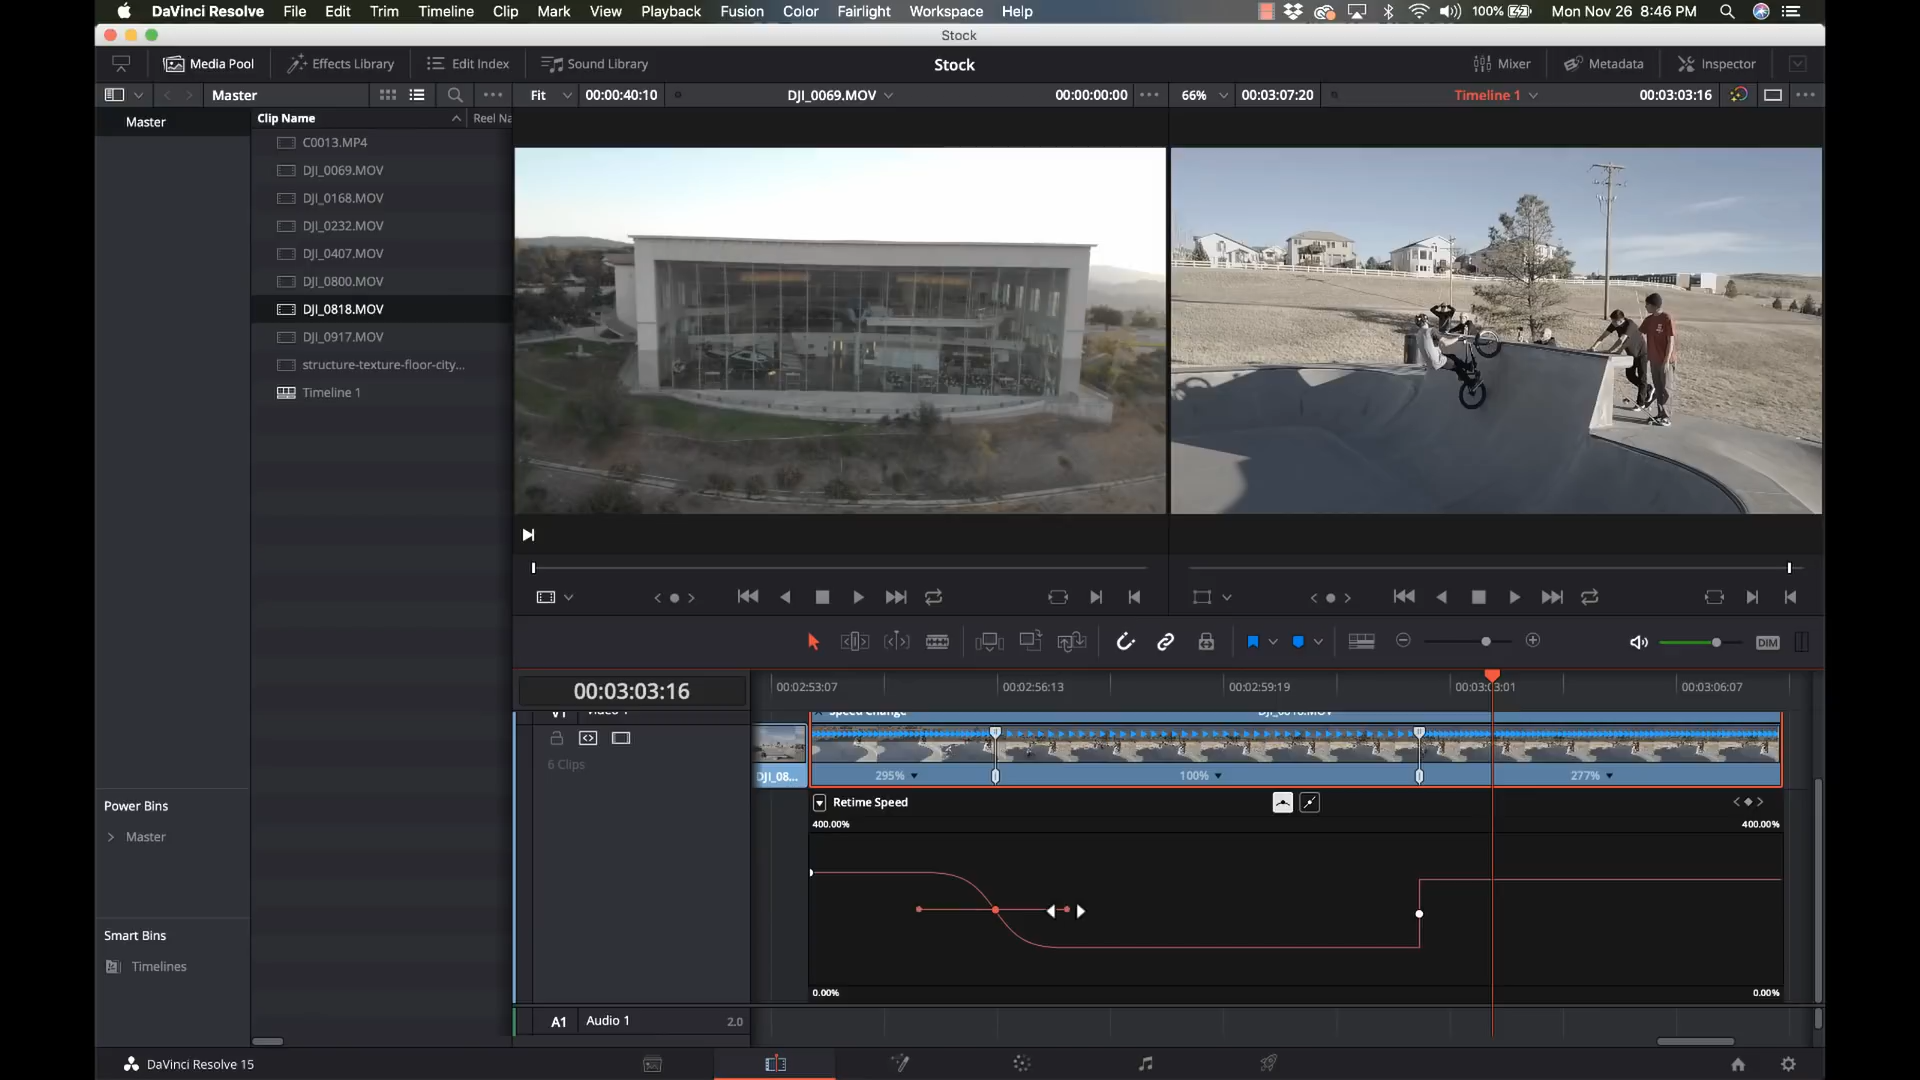 DaVinci Resolve File Edit Trim Timeline Clip Mark View Playback Fusion Color Fairlight Workspace Help 100% Mon Nov 26 8:46 PM
Stock
Media Pool Effects Library Edit Index Sound Library Stock Mixer Metadata Inspector
Master Fit 00:00:40:10 DJI_0069.MOV 00:00:00:00 66% 00:03:07:20 Timeline 1 00:03:03:16
Master
Clip Name Reel Na
C0013.MP4
DJI_0069.MOV
DJI_0168.MOV
DJI_0232.MOV
DJI_0407.MOV
DJI_0800.MOV
DJI_0818.MOV
DJI_0917.MOV
structure-texture-floor-city...
Timeline 1
DIM
00:03:03:16 00:02:53:07 00:02:56:13 00:02:59:19 00:03:03:01 00:03:06:07
V1 Video 1 Speed Change DJI_0818.MOV
6 Clips
DJI_08... 295% 100% 277%
Retime Speed
400.00% 400.00%
Power Bins
Master
Smart Bins
Timelines
0.00% 0.00%
A1 Audio 1 2.0
DaVinci Resolve 15